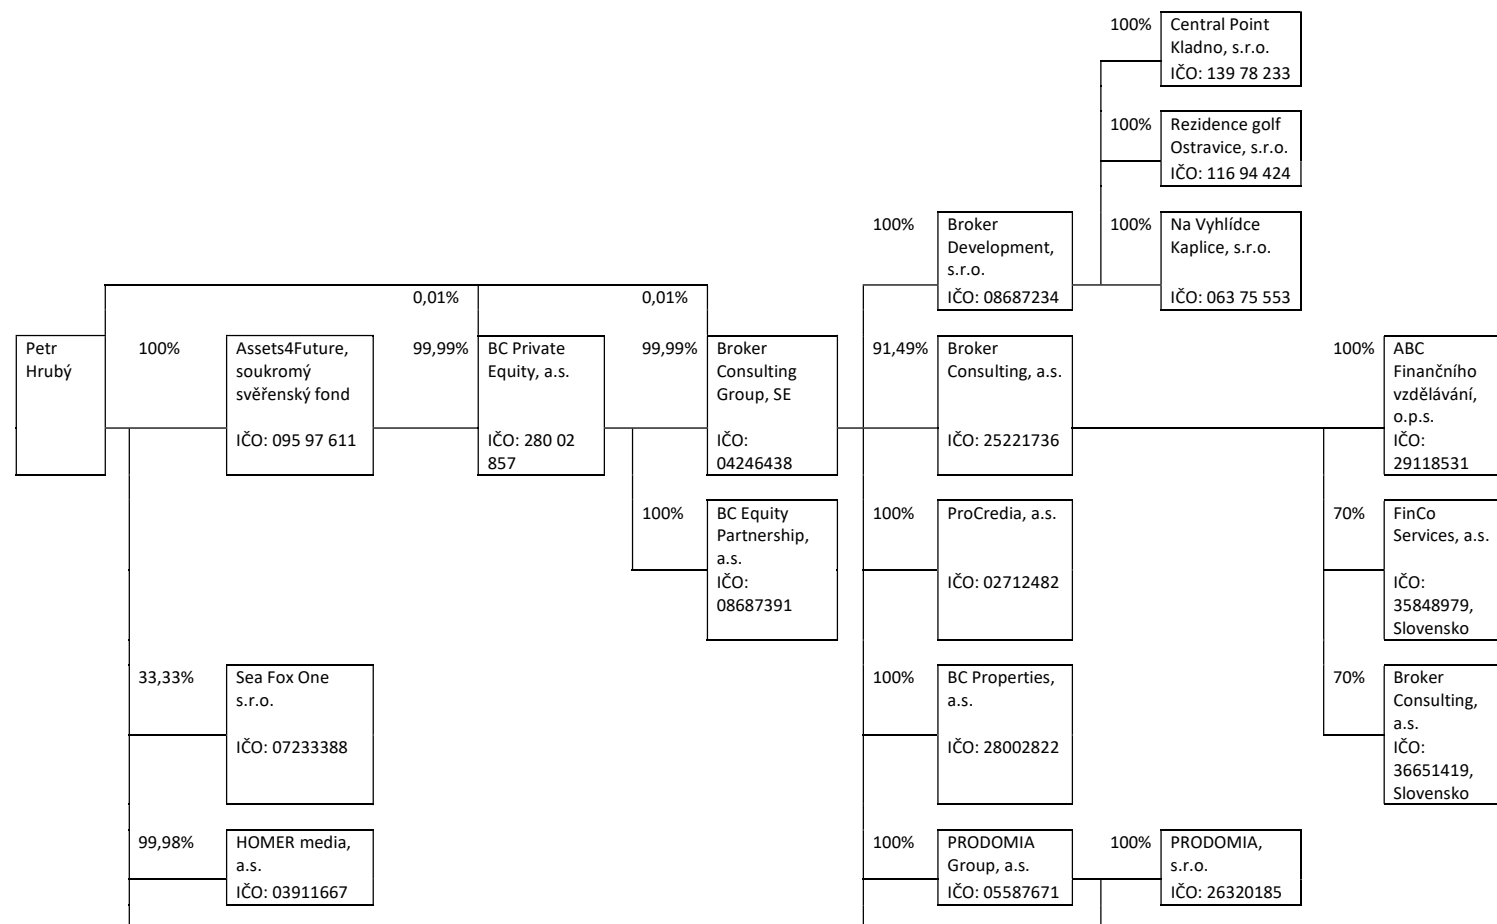 100%
Central Point
Kladno, s.r.o.
IČO: 139 78 233
100%
Rezidence golf
Ostravice, s.r.o.
IČO: 116 94 424
100%
Broker
Development,
s.r.o.
IČO: 08687234
100%
Na Vyhlídce
Kaplice, s.r.o.
IČO: 063 75 553
0,01%
0,01%
Petr
Hrubý
100%
Assets4Future,
soukromý
svěřenský fond
IČO: 095 97 611
99,99%
BC Private
Equity, a.s.
IČO: 280 02
857
99,99%
Broker
Consulting
Group, SE
IČO:
04246438
91,49%
Broker
Consulting, a.s.
IČO: 25221736
100%
ABC
Finančního
vzdělávání,
o.p.s.
IČO:
29118531
100%
BC Equity
Partnership,
a.s.
IČO:
08687391
100%
ProCredia, a.s.
IČO: 02712482
70%
FinCo
Services, a.s.
IČO:
35848979,
Slovensko
33,33%
Sea Fox One
s.r.o.
IČO: 07233388
100%
BC Properties,
a.s.
IČO: 28002822
70%
Broker
Consulting,
a.s.
IČO:
36651419,
Slovensko
99,98%
HOMER media,
a.s.
IČO: 03911667
100%
PRODOMIA
Group, a.s.
IČO: 05587671
100%
PRODOMIA,
s.r.o.
IČO: 26320185